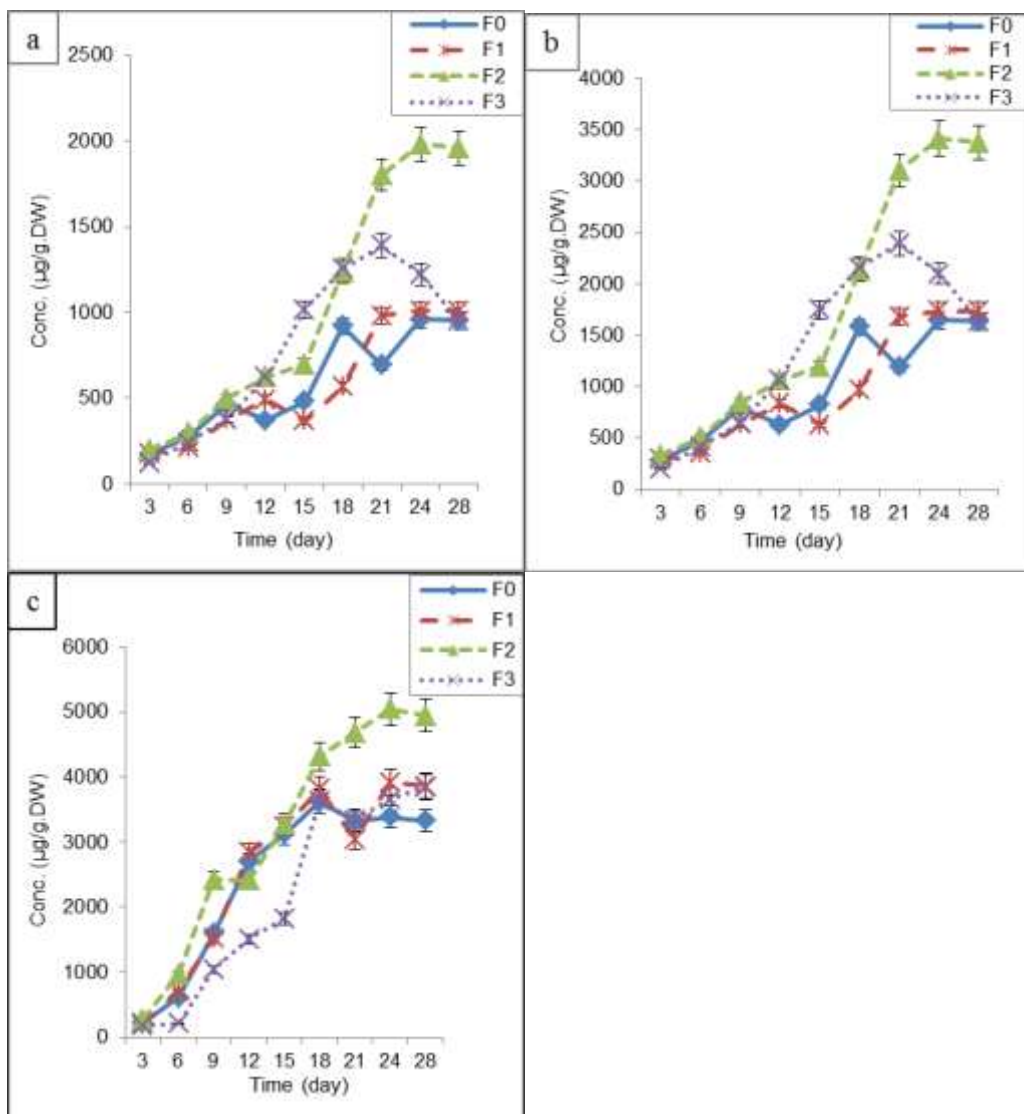 a
F0
F1
F2
F3
2500
2000
1500
1000
500
0
Conc. (µg/g.DW)
3 6 9 12 15 18 21 24 28
Time (day)
b
F0
F1
F2
F3
4000
3500
3000
2500
2000
1500
1000
500
0
Conc. (µg/g.DW)
3 6 9 12 15 18 21 24 28
Time (day)
c
F0
F1
F2
F3
6000
5000
4000
3000
2000
1000
0
Conc. (µg/g.DW)
3 6 9 12 15 18 21 24 28
Time (day)